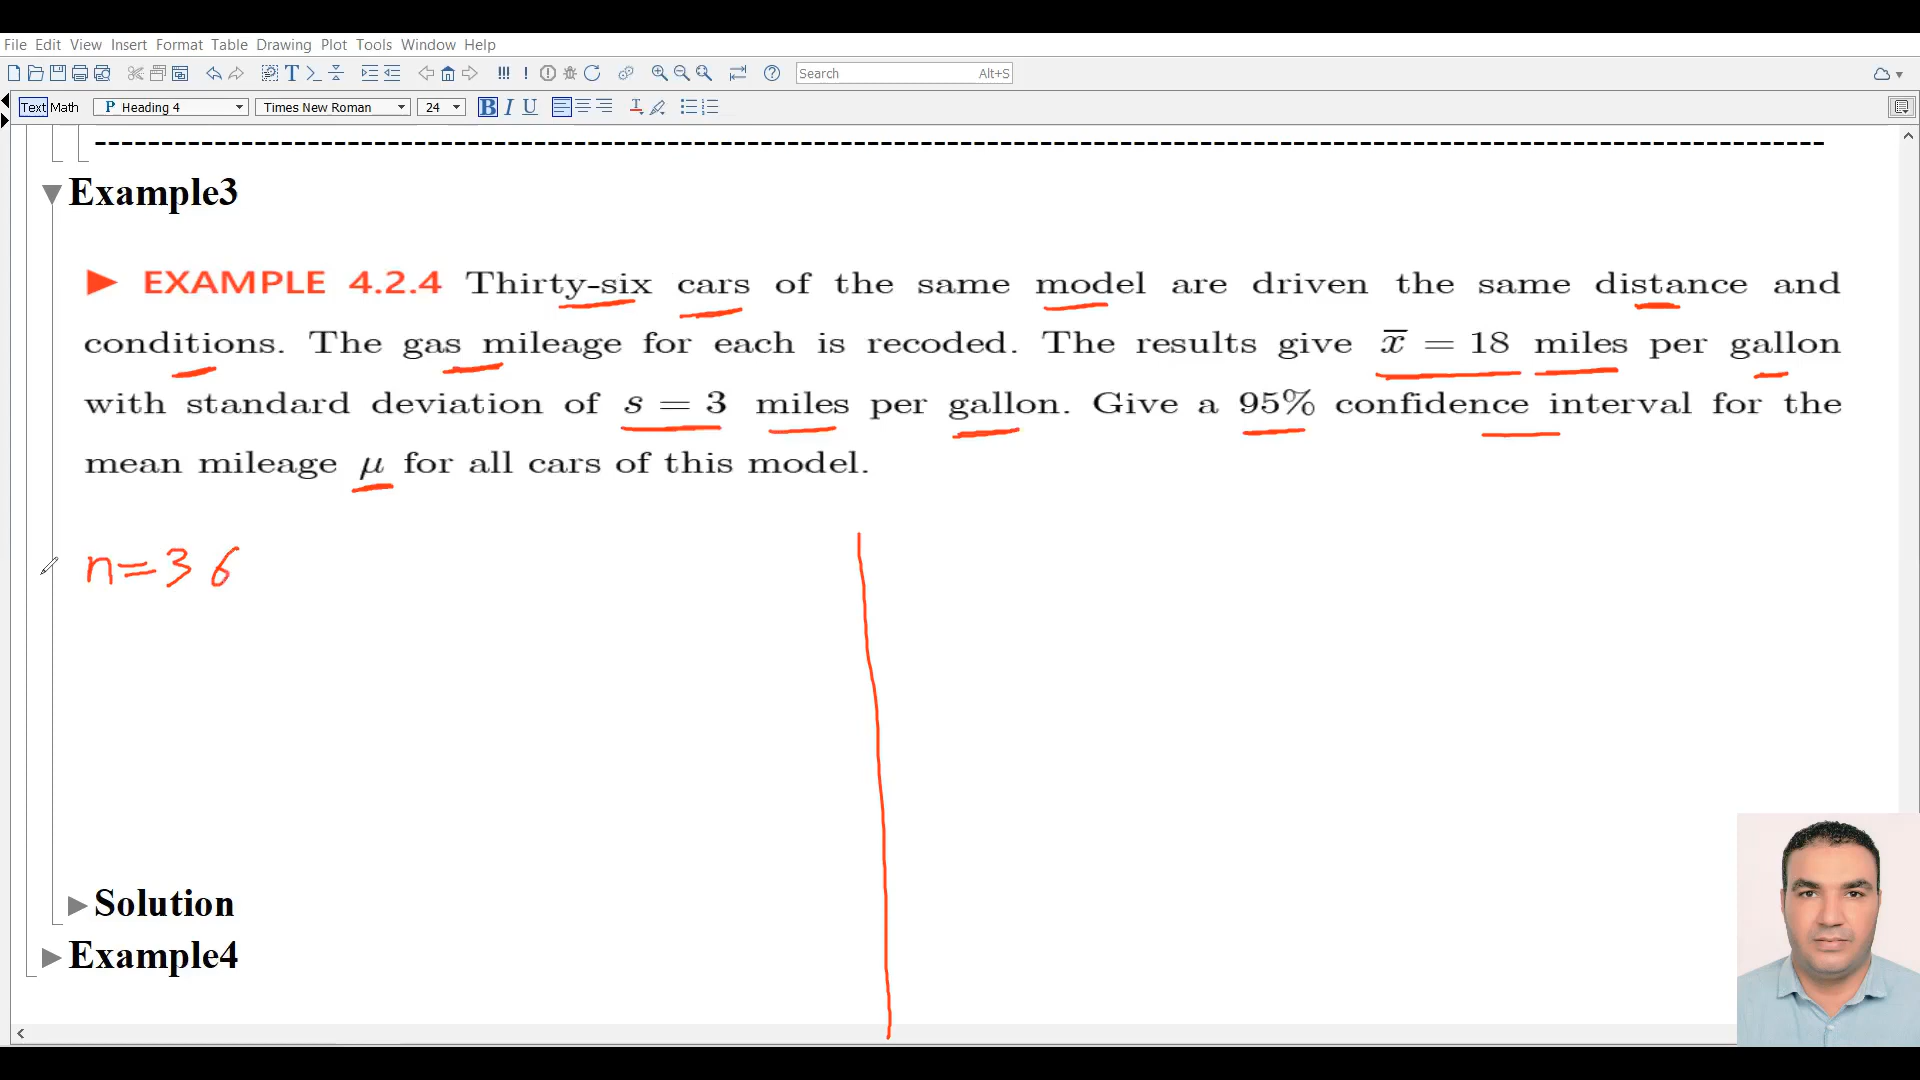 File Edit View Insert Format Table Drawing Plot Tools Window Help
Search Alt+S
Text Math P Heading 4 Times New Roman 24 B I U
Example3
EXAMPLE 4.2.4 Thirty-six cars of the same model are driven the same distance and
conditions. The gas mileage for each is recoded. The results give x̅ = 18 miles per gallon
with standard deviation of s = 3 miles per gallon. Give a 95% confidence interval for the
mean mileage μ for all cars of this model.
n=36
Solution
Example4